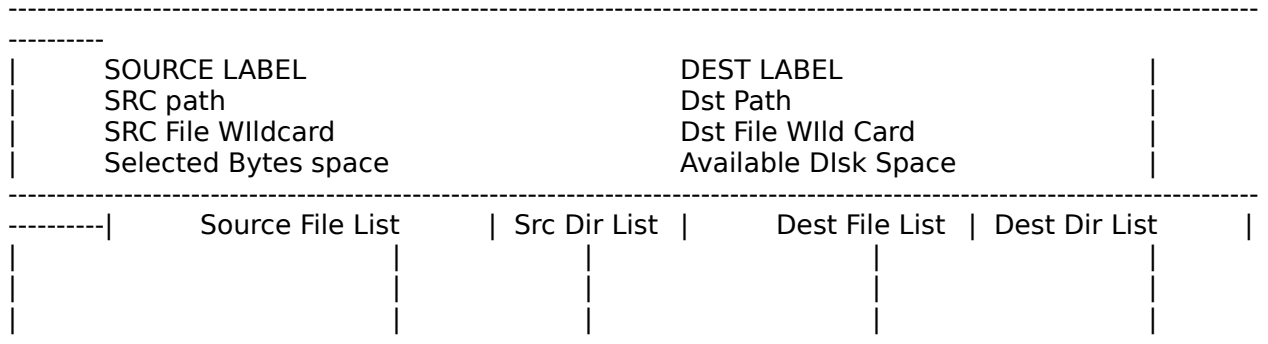 --------------------------------------------------------------------------------------------------------------------------------------
----------
| SOURCE LABEL DEST LABEL |
| SRC path Dst Path |
| SRC File WIldcard Dst File WIld Card |
| Selected Bytes space Available DIsk Space |
--------------------------------------------------------------------------------------------------------------------------------------
----------| Source File List | Src Dir List | Dest File List | Dest Dir List |
| | | | |
| | | | |
| | | | |